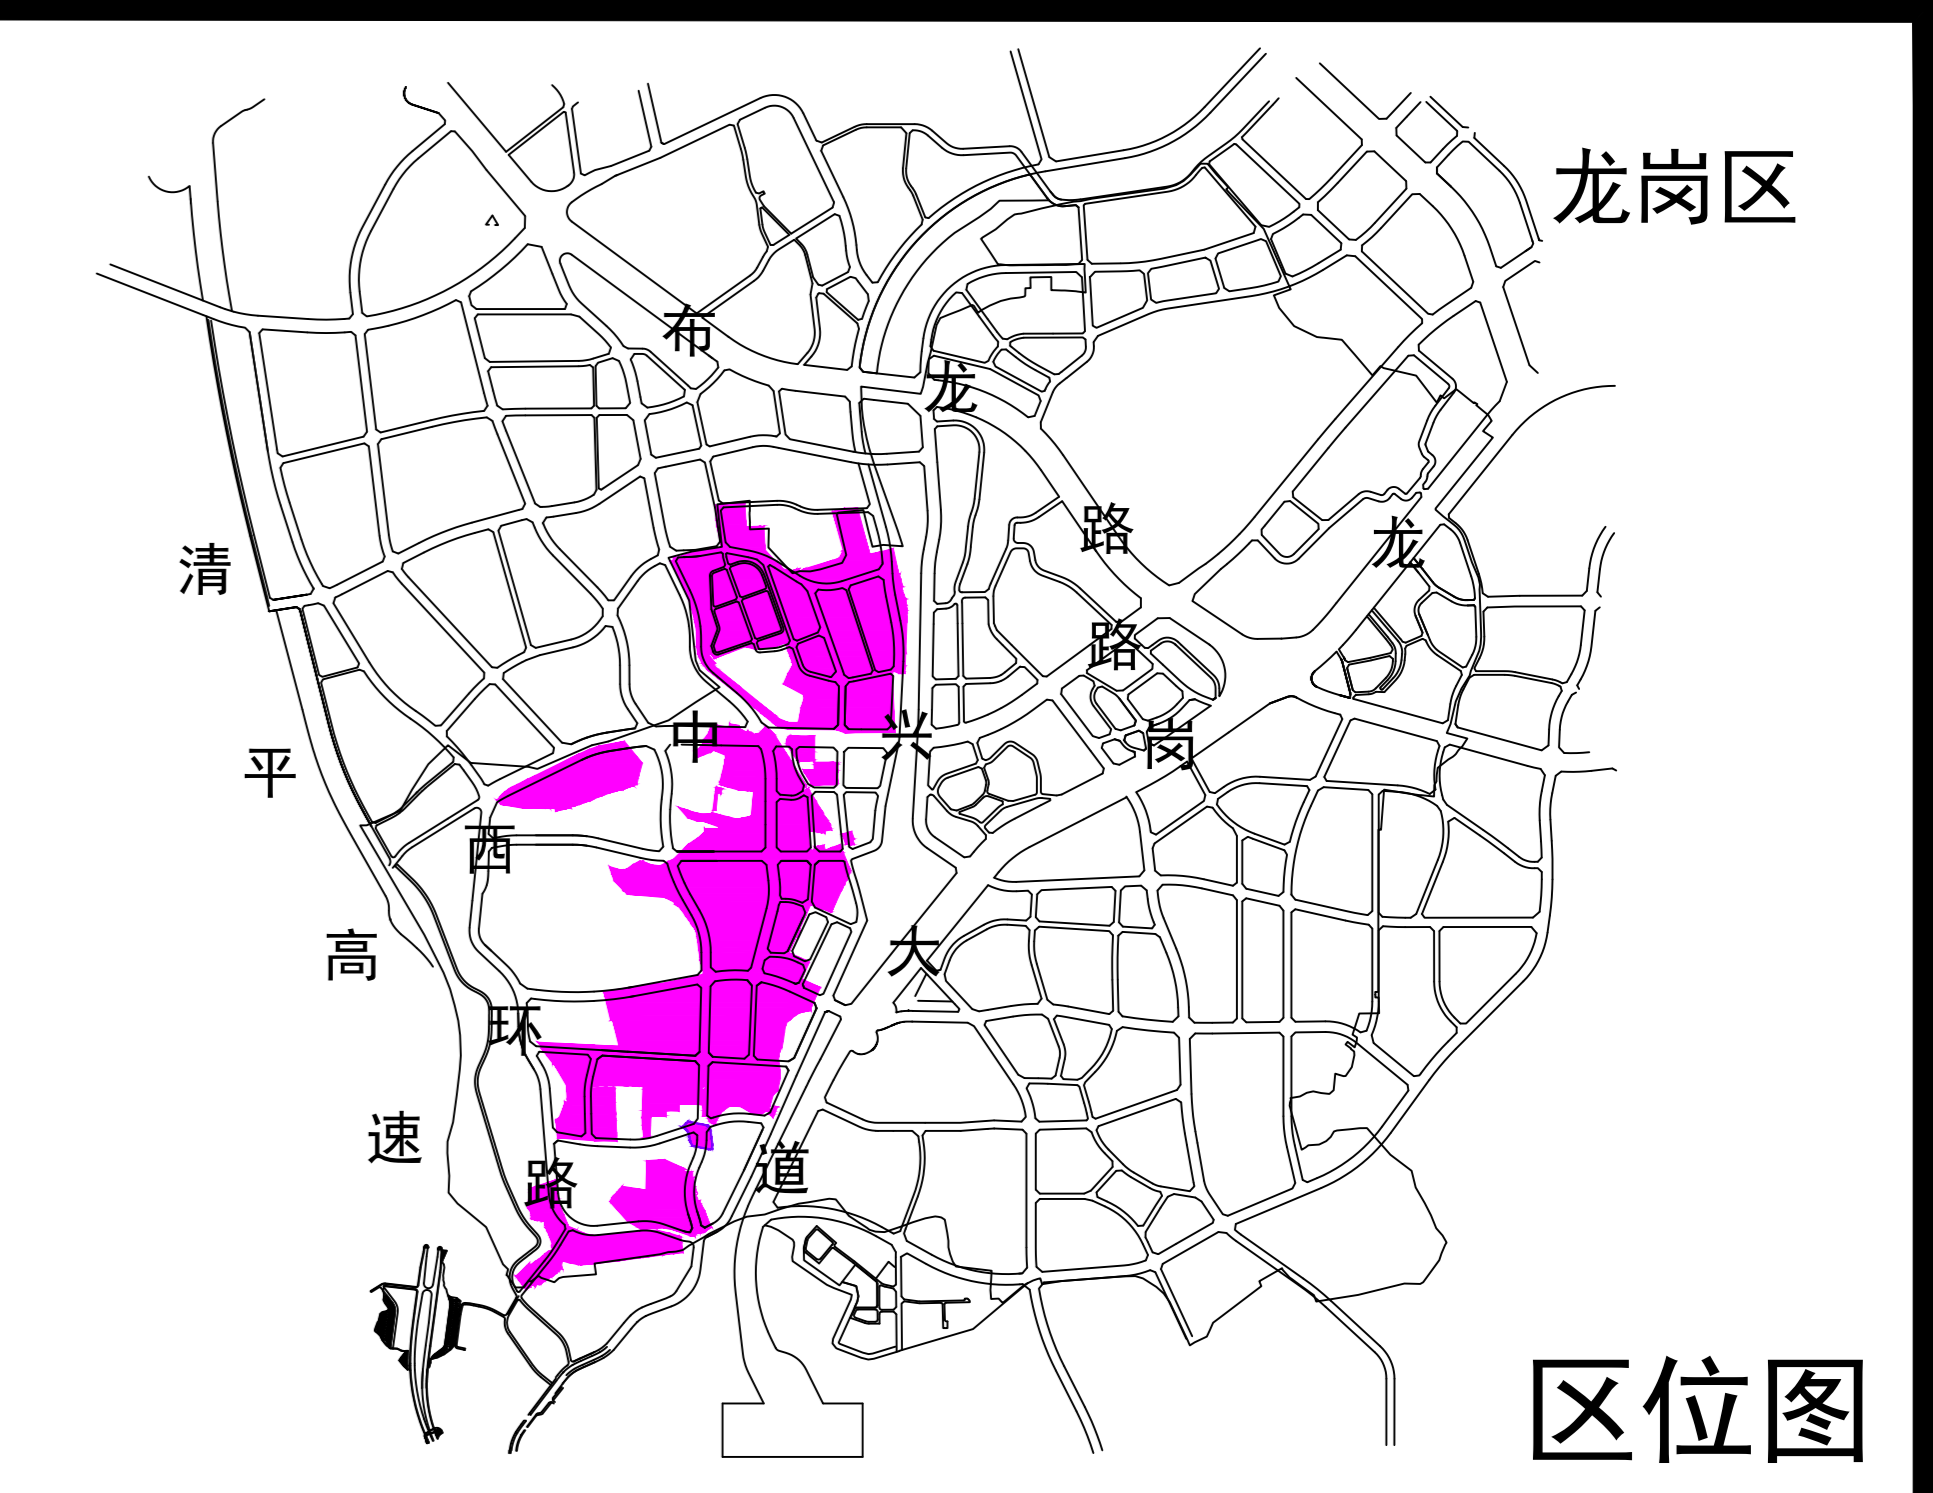 龙岗区
布龙路
清平高速
中兴路
龙岗大道
西环路
区位图